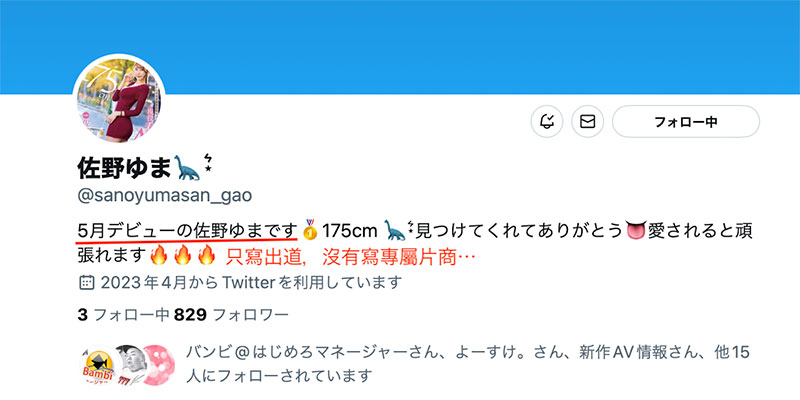 75
フォロー中
佐野ゆま🦕⸒⸒
@sanoyumasan_gao
5月デビューの佐野ゆまです🏅175cm 🦕⸒⸒見つけてくれてありがとう👅愛されると頑
張れます🔥🔥🔥 只寫出道，沒有寫專屬片商…
2023年4月からTwitterを利用しています
3 フォロー中 829 フォロワー
Bambi
バンビ@はじめろマネージャーさん、よーすけ。さん、新作AV情報さん、他15
人にフォローされています